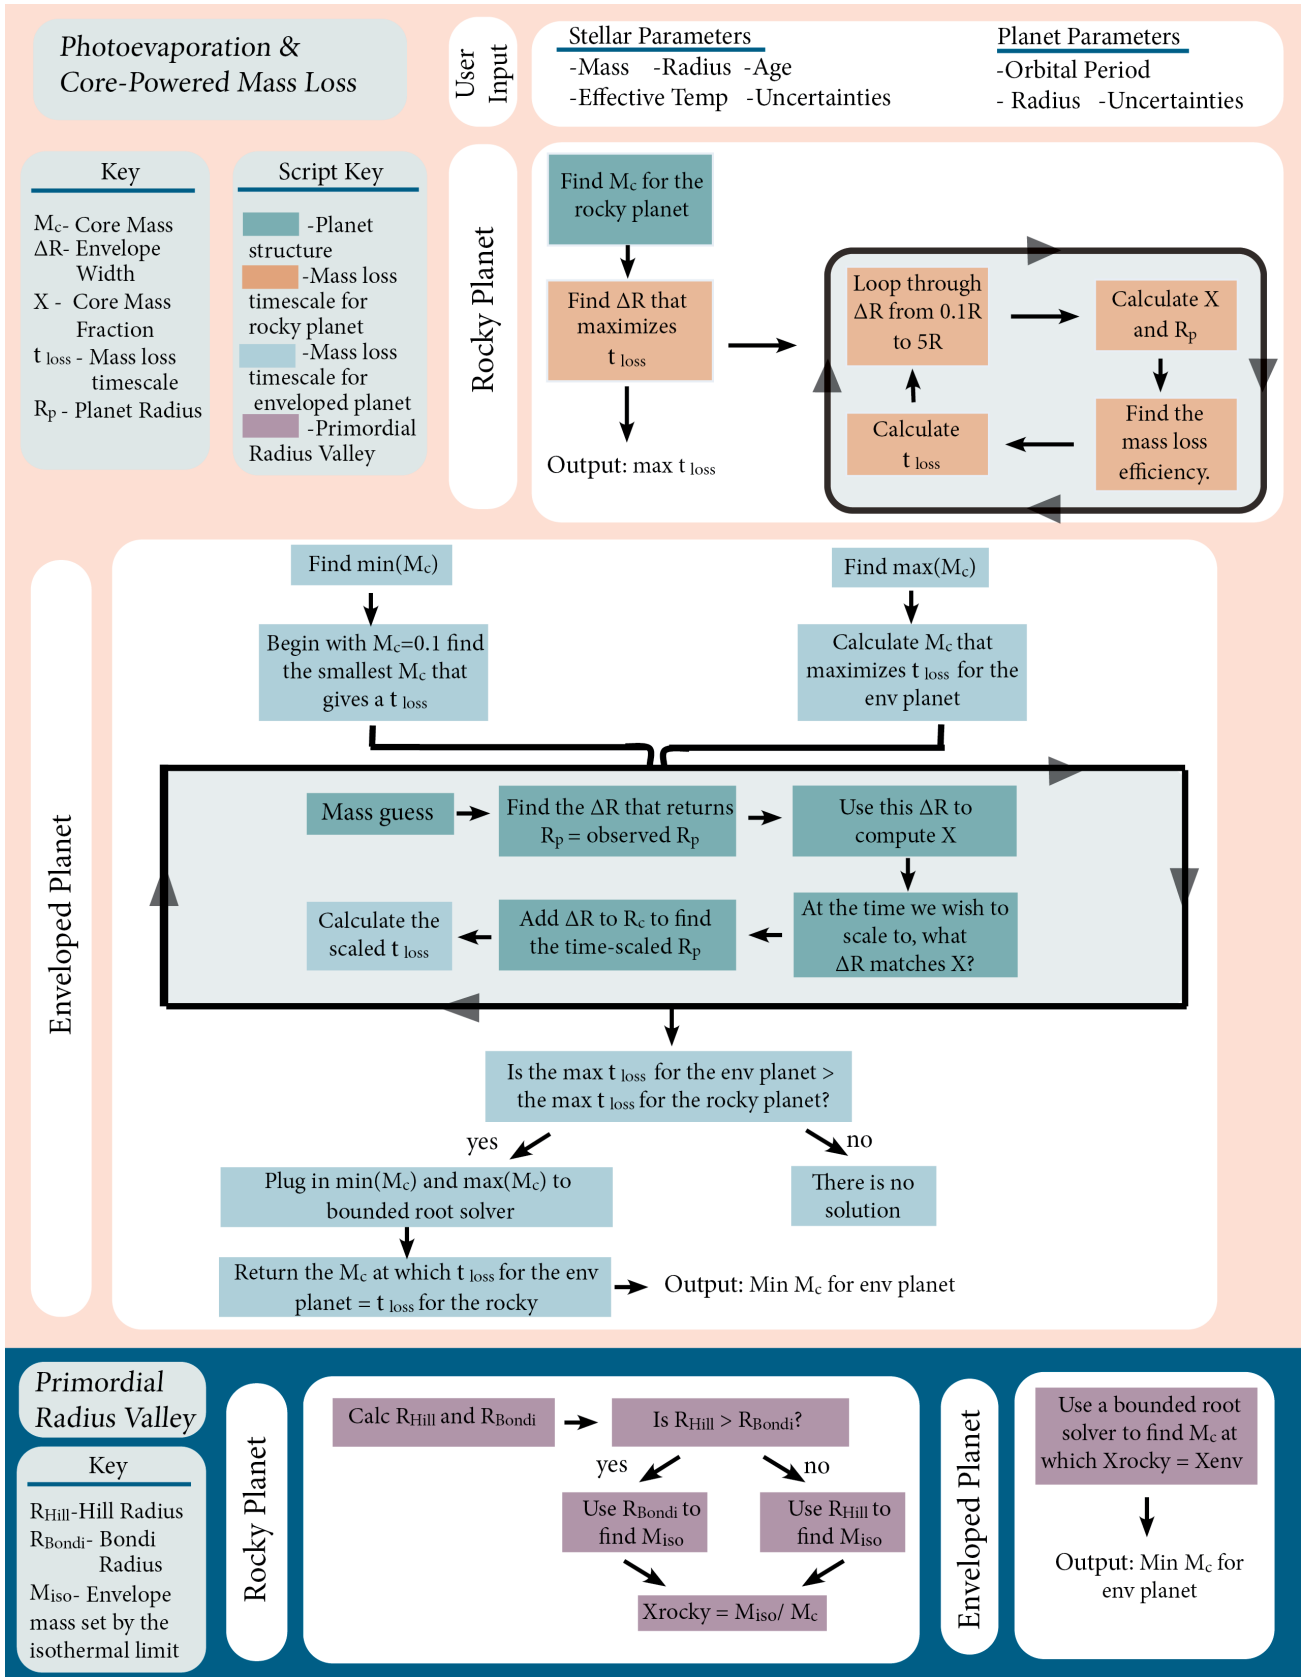 Photoevaporation &
Core-Powered Mass Loss
User
Input
Stellar Parameters
-Mass -Radius -Age
-Effective Temp -Uncertainties
Planet Parameters
-Orbital Period
- Radius -Uncertainties
Key
Mc- Core Mass
ΔR- Envelope
Width
X - Core Mass
Fraction
t loss - Mass loss
timescale
Rp - Planet Radius
Script Key
-Planet
structure
-Mass loss
timescale for
rocky planet
-Mass loss
timescale for
enveloped planet
-Primordial
Radius Valley
Rocky Planet
Find Mc for the
rocky planet
Find ΔR that
maximizes
t loss
Output: max t loss
Loop through
ΔR from 0.1R
to 5R
Calculate X
and Rp
Find the
mass loss
efficiency.
Calculate
t loss
Enveloped Planet
Find min(Mc)
Begin with Mc=0.1 find
the smallest Mc that
gives a t loss
Find max(Mc)
Calculate Mc that
maximizes t loss for the
env planet
Mass guess
Find the ΔR that returns
Rp = observed Rp
Use this ΔR to
compute X
At the time we wish to
scale to, what
ΔR matches X?
Add ΔR to Rc to find
the time-scaled Rp
Calculate the
scaled t loss
Is the max t loss for the env planet >
the max t loss for the rocky planet?
yes
no
Plug in min(Mc) and max(Mc) to
bounded root solver
There is no
solution
Return the Mc at which t loss for the env
planet = t loss for the rocky
Output: Min Mc for env planet
Primordial
Radius Valley
Key
RHill-Hill Radius
RBondi- Bondi
Radius
Miso- Envelope
mass set by the
isothermal limit
Rocky Planet
Calc RHill and RBondi
Is RHill > RBondi?
yes
no
Use RBondi to
find Miso
Use RHill to
find Miso
Xrocky = Miso/ Mc
Enveloped Planet
Use a bounded root
solver to find Mc at
which Xrocky = Xenv
Output: Min Mc for
env planet